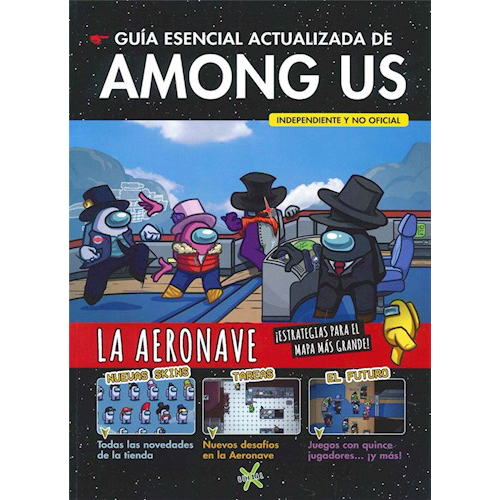 GUÍA ESENCIAL ACTUALIZADA DE
AMONG US
INDEPENDIENTE Y NO OFICIAL
LA AERONAVE
¡ESTRATEGIAS PARA EL
MAPA MÁS GRANDE!
NUEVAS SKINS
TAREAS
EL FUTURO
Todas las novedades
de la tienda
Nuevos desafíos
en la Aeronave
Juegos con quince
jugadores... ¡y más!